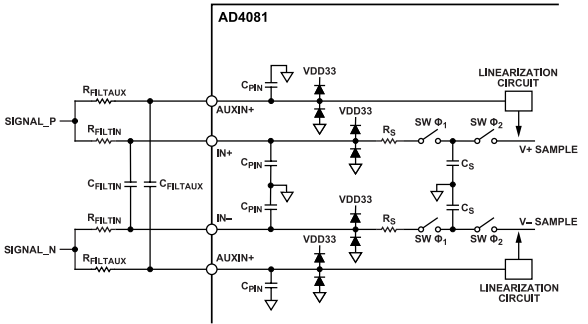 AD4081
VDD33
LINEARIZATION
CIRCUIT
CPIN
RFILTAUX
AUXIN+
SIGNAL_P
VDD33
RFILTIN
RS
SW Φ1
SW Φ2
IN+
V+ SAMPLE
CPIN
CS
CFILTIN
CFILTAUX
CPIN
CS
RFILTIN
VDD33
IN–
RS
V– SAMPLE
SIGNAL_N
SW Φ1
SW Φ2
RFILTAUX
VDD33
AUXIN+
CPIN
LINEARIZATION
CIRCUIT